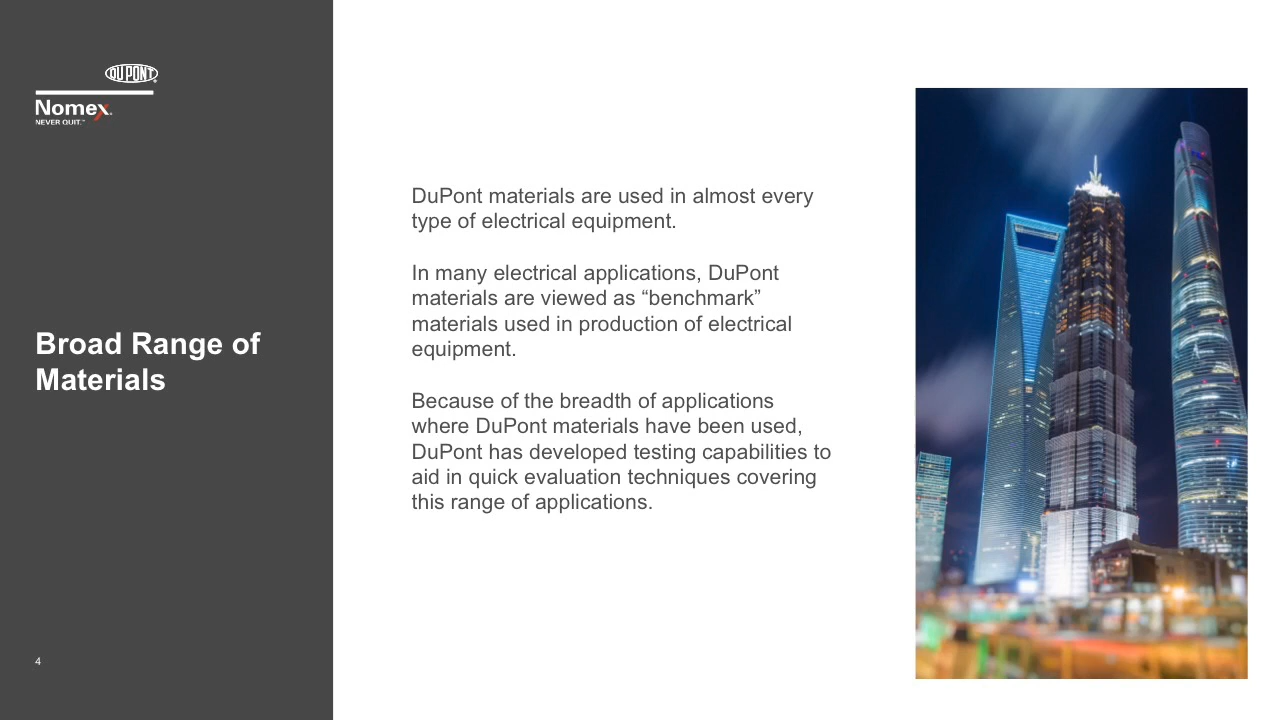 DUPONT®
Nomex®
NEVER QUIT.™
Broad Range of
Materials
4
DuPont materials are used in almost every
type of electrical equipment.
In many electrical applications, DuPont
materials are viewed as “benchmark”
materials used in production of electrical
equipment.
Because of the breadth of applications
where DuPont materials have been used,
DuPont has developed testing capabilities to
aid in quick evaluation techniques covering
this range of applications.